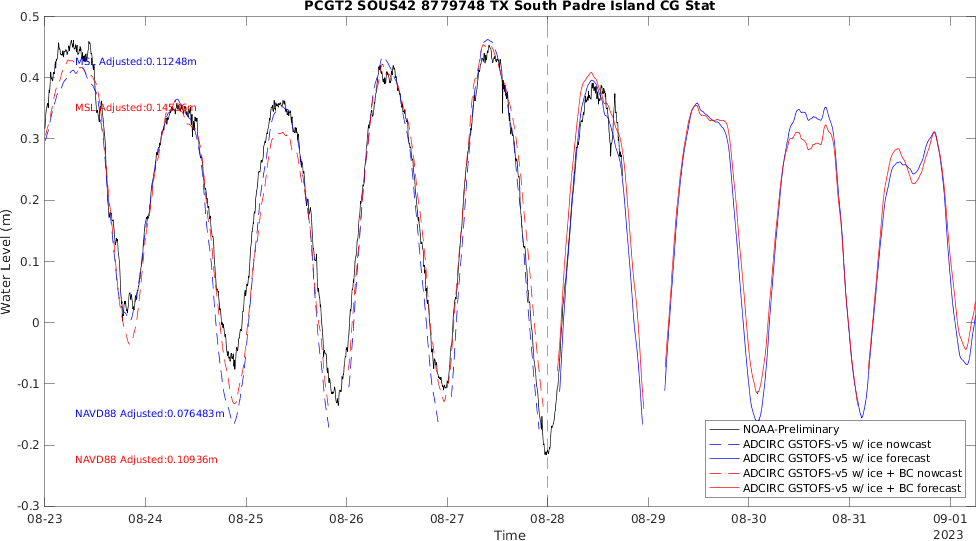 PCGT2 SOUS42 8779748 TX South Padre Island CG Stat
0.5
0.4
0.3
0.2
0.1
0
-0.1
-0.2
-0.3
Water Level (m)
MSL Adjusted:0.11248m
MSL Adjusted:
NAVD88 Adjusted:0.076483m
NAVD88 Adjusted:0.10936m
NOAA-Preliminary
ADCIRC GSTOFS-v5 w/ ice nowcast
ADCIRC GSTOFS-v5 w/ ice forecast
ADCIRC GSTOFS-v5 w/ ice + BC nowcast
ADCIRC GSTOFS-v5 w/ ice + BC forecast
08-23 08-24 08-25 08-26 08-27 08-28 08-29 08-30 08-31 09-01
2023
Time